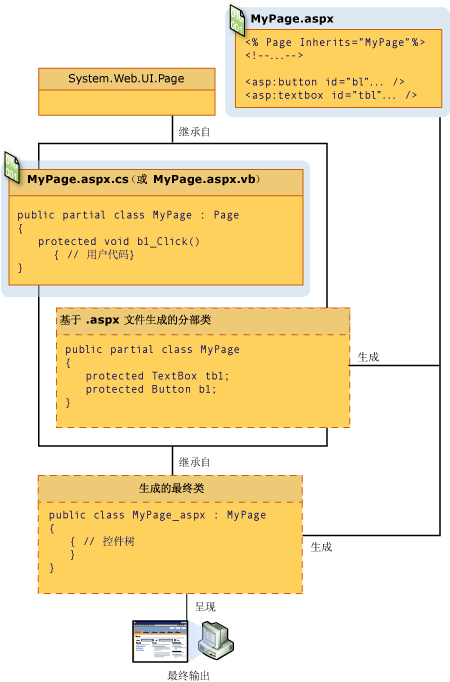 MyPage.aspx
<% Page Inherits="MyPage"%>
<!--...-->
<asp:button id="bl"... />
<asp:textbox id="tbl"... />
System.Web.UI.Page
继承自
MyPage.aspx.cs(或 MyPage.aspx.vb)
public partial class MyPage : Page
{
protected void b1_Click()
{ // 用户代码}
}
基于 .aspx 文件生成的分部类
public partial class MyPage
{
protected TextBox tb1;
protected Button b1;
}
生成
继承自
生成的最终类
public class MyPage_aspx : MyPage
{
{ // 控件树
}
}
生成
呈现
最终输出